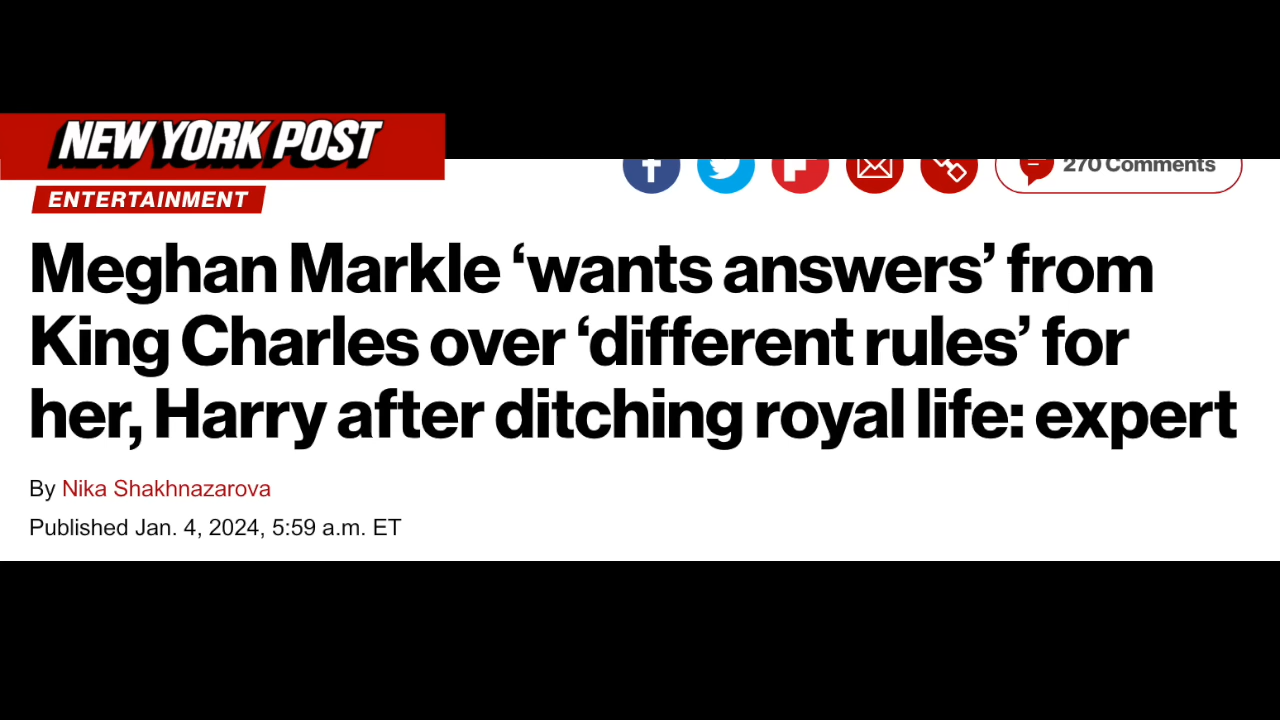 NEW YORK POST
270 Comments
ENTERTAINMENT
Meghan Markle ‘wants answers’ from
King Charles over ‘different rules’ for
her, Harry after ditching royal life: expert
By Nika Shakhnazarova
Published Jan. 4, 2024, 5:59 a.m. ET